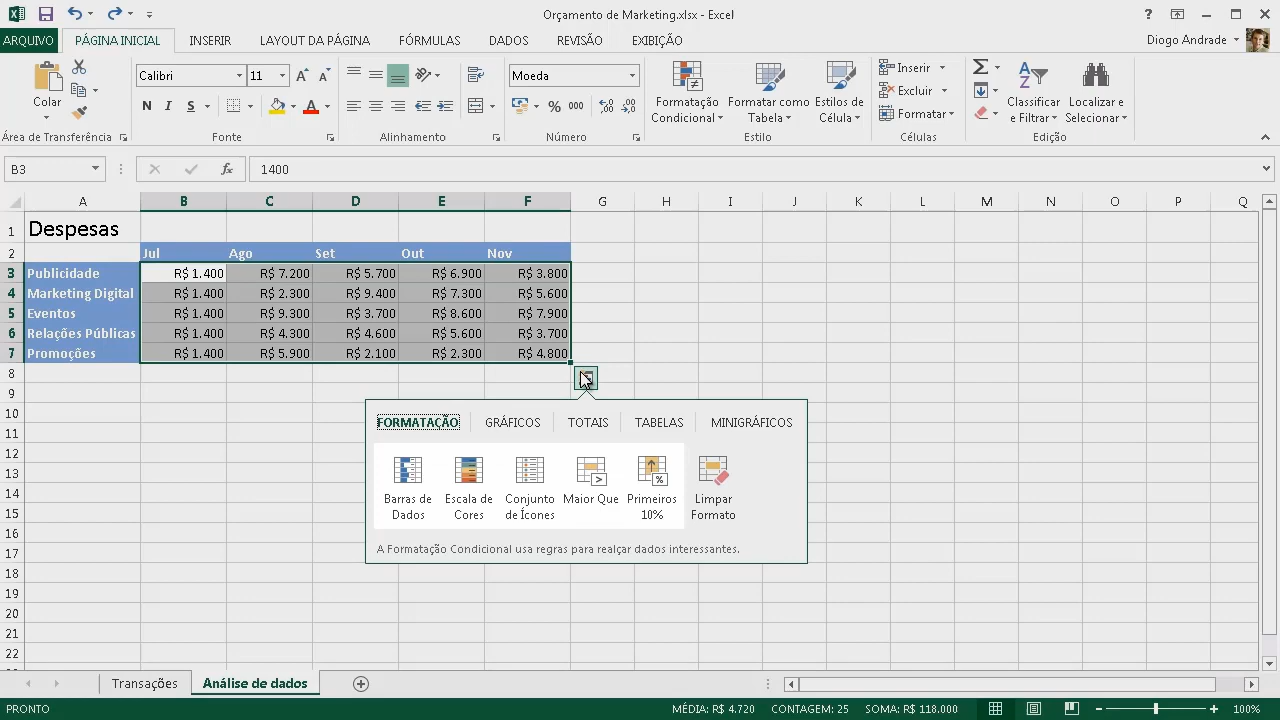 Orçamento de Marketing.xlsx - Excel
ARQUIVO PÁGINA INICIAL INSERIR LAYOUT DA PÁGINA FÓRMULAS DADOS REVISÃO EXIBIÇÃO Diogo Andrade
Colar
Calibri 11
N I S
Moeda
% 000
Formatação Condicional
Formatar como Tabela
Estilos de Célula
Inserir
Excluir
Formatar
Classificar e Filtrar
Localizar e Selecionar
Área de Transferência Fonte Alinhamento Número Estilo Células Edição
B3 fx 1400
A B C D E F G H I J K L M N O P Q
1 Despesas
2 Jul Ago Set Out Nov
3 Publicidade R$ 1.400 R$ 7.200 R$ 5.700 R$ 6.900 R$ 3.800
4 Marketing Digital R$ 1.400 R$ 2.300 R$ 9.400 R$ 7.300 R$ 5.600
5 Eventos R$ 1.400 R$ 9.300 R$ 3.700 R$ 8.600 R$ 7.900
6 Relações Públicas R$ 1.400 R$ 4.300 R$ 4.600 R$ 5.600 R$ 3.700
7 Promoções R$ 1.400 R$ 5.900 R$ 2.100 R$ 2.300 R$ 4.800
8
9
10
11
12
13
14
15
16
17
18
19
20
21
22
FORMATAÇÃO GRÁFICOS TOTAIS TABELAS MINIGRÁFICOS
Barras de Dados
Escala de Cores
Conjunto de Ícones
Maior Que
Primeiros 10%
Limpar Formato
A Formatação Condicional usa regras para realçar dados interessantes.
Transações Análise de dados
PRONTO MÉDIA: R$ 4.720 CONTAGEM: 25 SOMA: R$ 118.000 100%